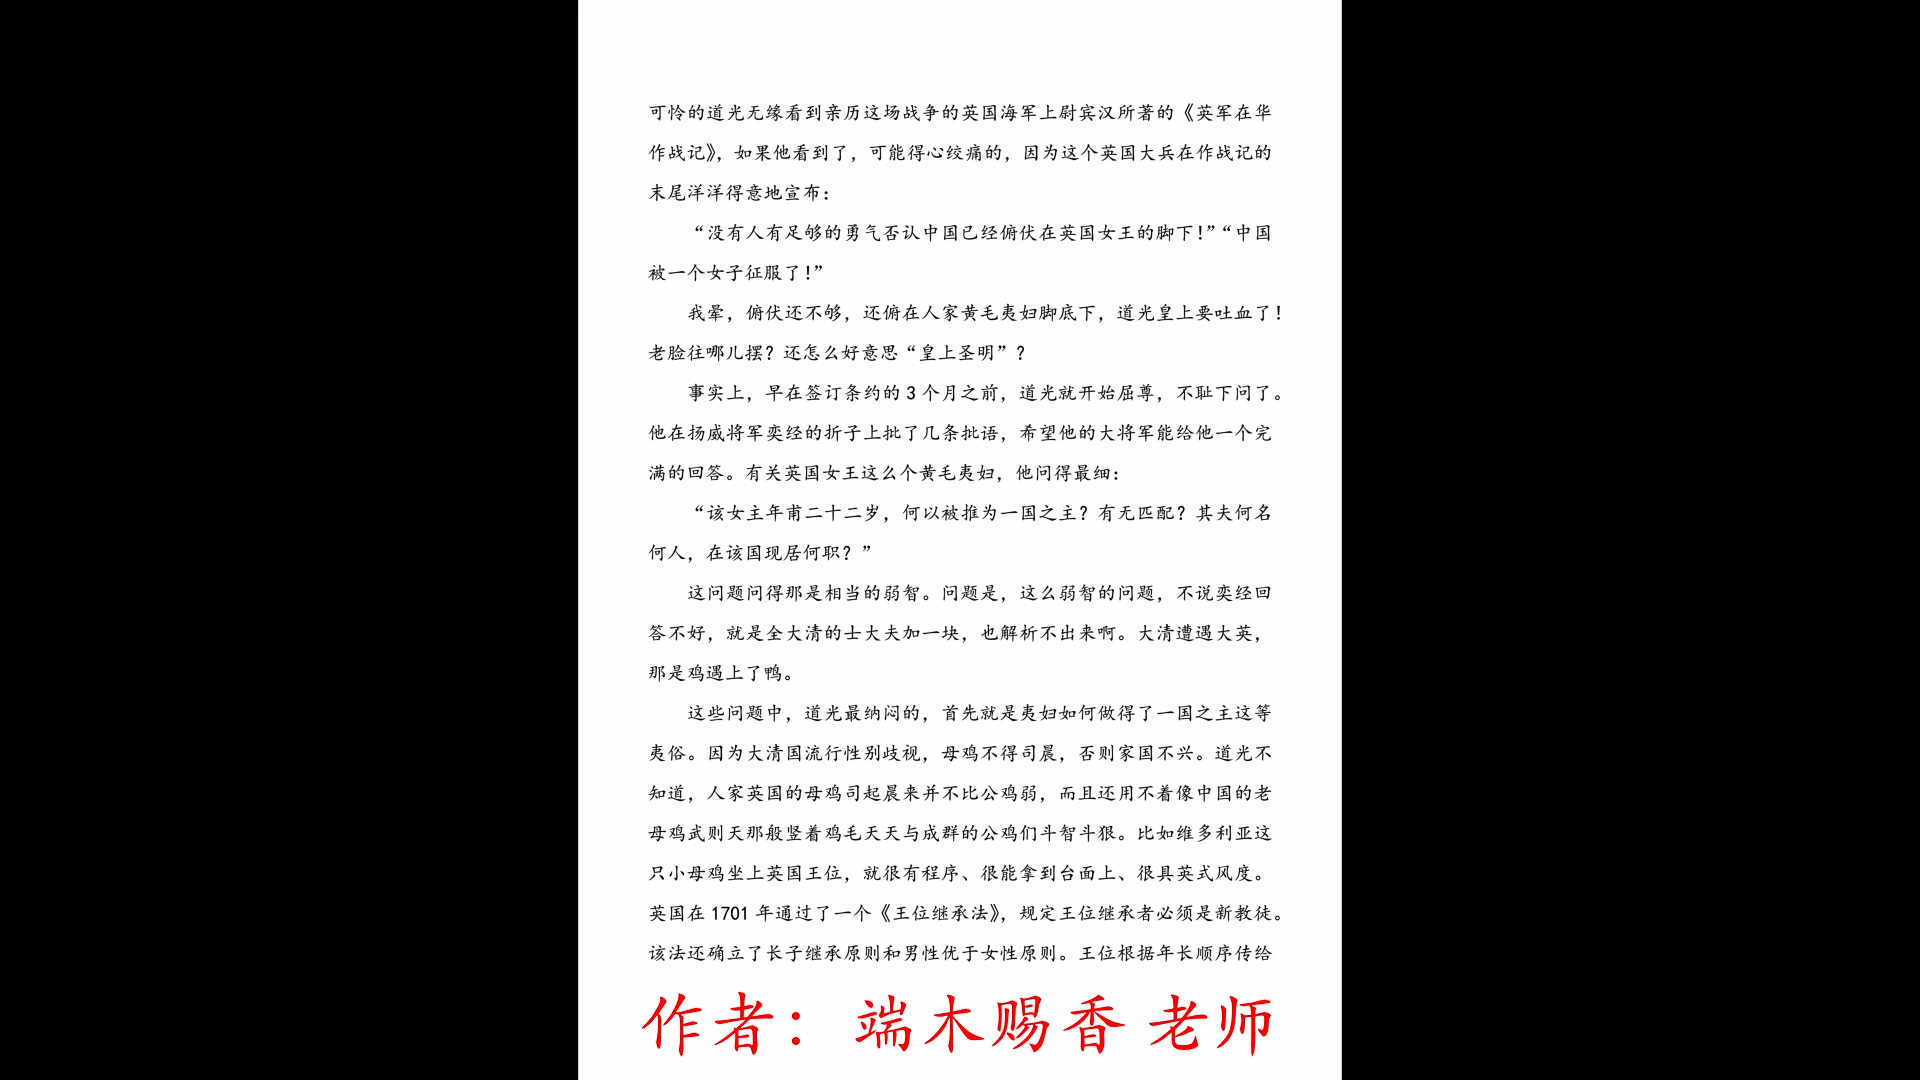 可怜的道光无缘看到亲历这场战争的英国海军上尉宾汉所著的《英军在华
作战记》，如果他看到了，可能得心绞痛的，因为这个英国大兵在作战记的
末尾洋洋得意地宣布：
“没有人有足够的勇气否认中国已经俯伏在英国女王的脚下！”“中国
被一个女子征服了！”
我晕，俯伏还不够，还俯在人家黄毛夷妇脚底下，道光皇上要吐血了！
老脸往哪儿摆？还怎么好意思“皇上圣明”？
事实上，早在签订条约的 3 个月之前，道光就开始屈尊，不耻下问了。
他在扬威将军奕经的折子上批了几条批语，希望他的大将军能给他一个完
满的回答。有关英国女王这么个黄毛夷妇，他问得最细：
“该女主年甫二十二岁，何以被推为一国之主？有无匹配？其夫何名
何人，在该国现居何职？”
这问题问得那是相当的弱智。问题是，这么弱智的问题，不说奕经回
答不好，就是全大清的士大夫加一块，也解析不出来啊。大清遭遇大英，
那是鸡遇上了鸭。
这些问题中，道光最纳闷的，首先就是夷妇如何做得了一国之主这等
夷俗。因为大清国流行性别歧视，母鸡不得司晨，否则家国不兴。道光不
知道，人家英国的母鸡司起晨来并不比公鸡弱，而且还用不着像中国的老
母鸡武则天那般竖着鸡毛天天与成群的公鸡们斗智斗狠。比如维多利亚这
只小母鸡坐上英国王位，就很有程序、很能拿到台面上、很具英式风度。
英国在 1701 年通过了一个《王位继承法》，规定王位继承者必须是新教徒。
该法还确立了长子继承原则和男性优于女性原则。王位根据年长顺序传给
作者：端木赐香 老师